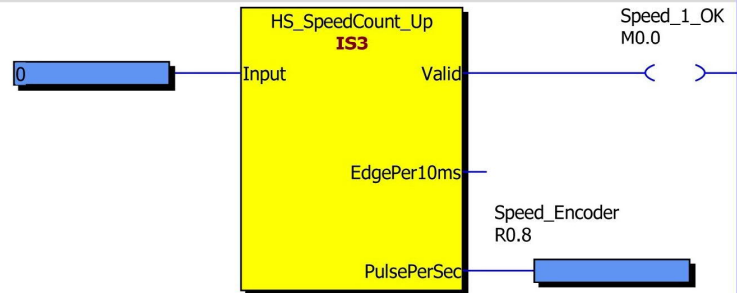 HS_SpeedCount_Up
IS3
Speed_1_OK
M0.0
0
Input
Valid
EdgePer10ms
Speed_Encoder
R0.8
PulsePerSec